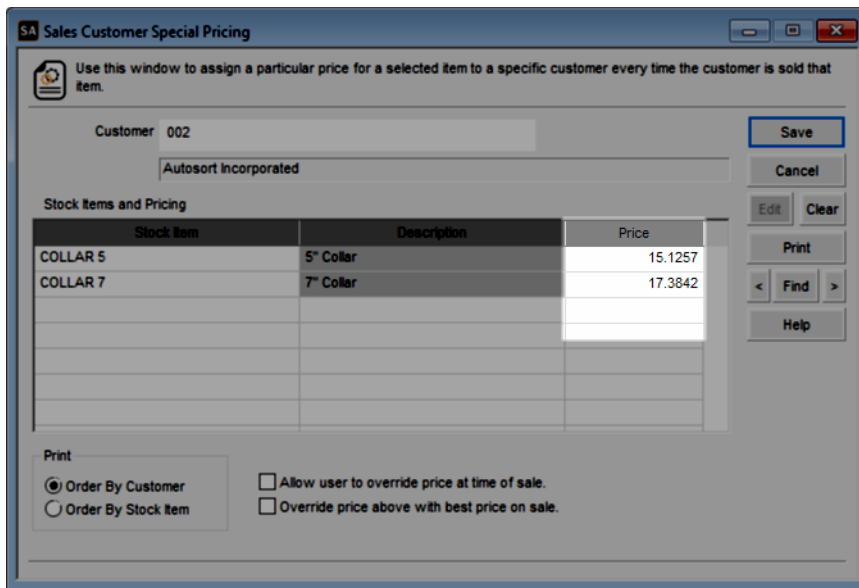 SA Sales Customer Special Pricing
Use this window to assign a particular price for a selected item to a specific customer every time the customer is sold that
item.
Customer 002
Autosort Incorporated
Save
Cancel
Edit Clear
Print
< Find >
Help
Stock Items and Pricing
Stock Item Description Price
COLLAR 5 5" Collar 15.1257
COLLAR 7 7" Collar 17.3842
Print
Order By Customer
Order By Stock Item
Allow user to override price at time of sale.
Override price above with best price on sale.